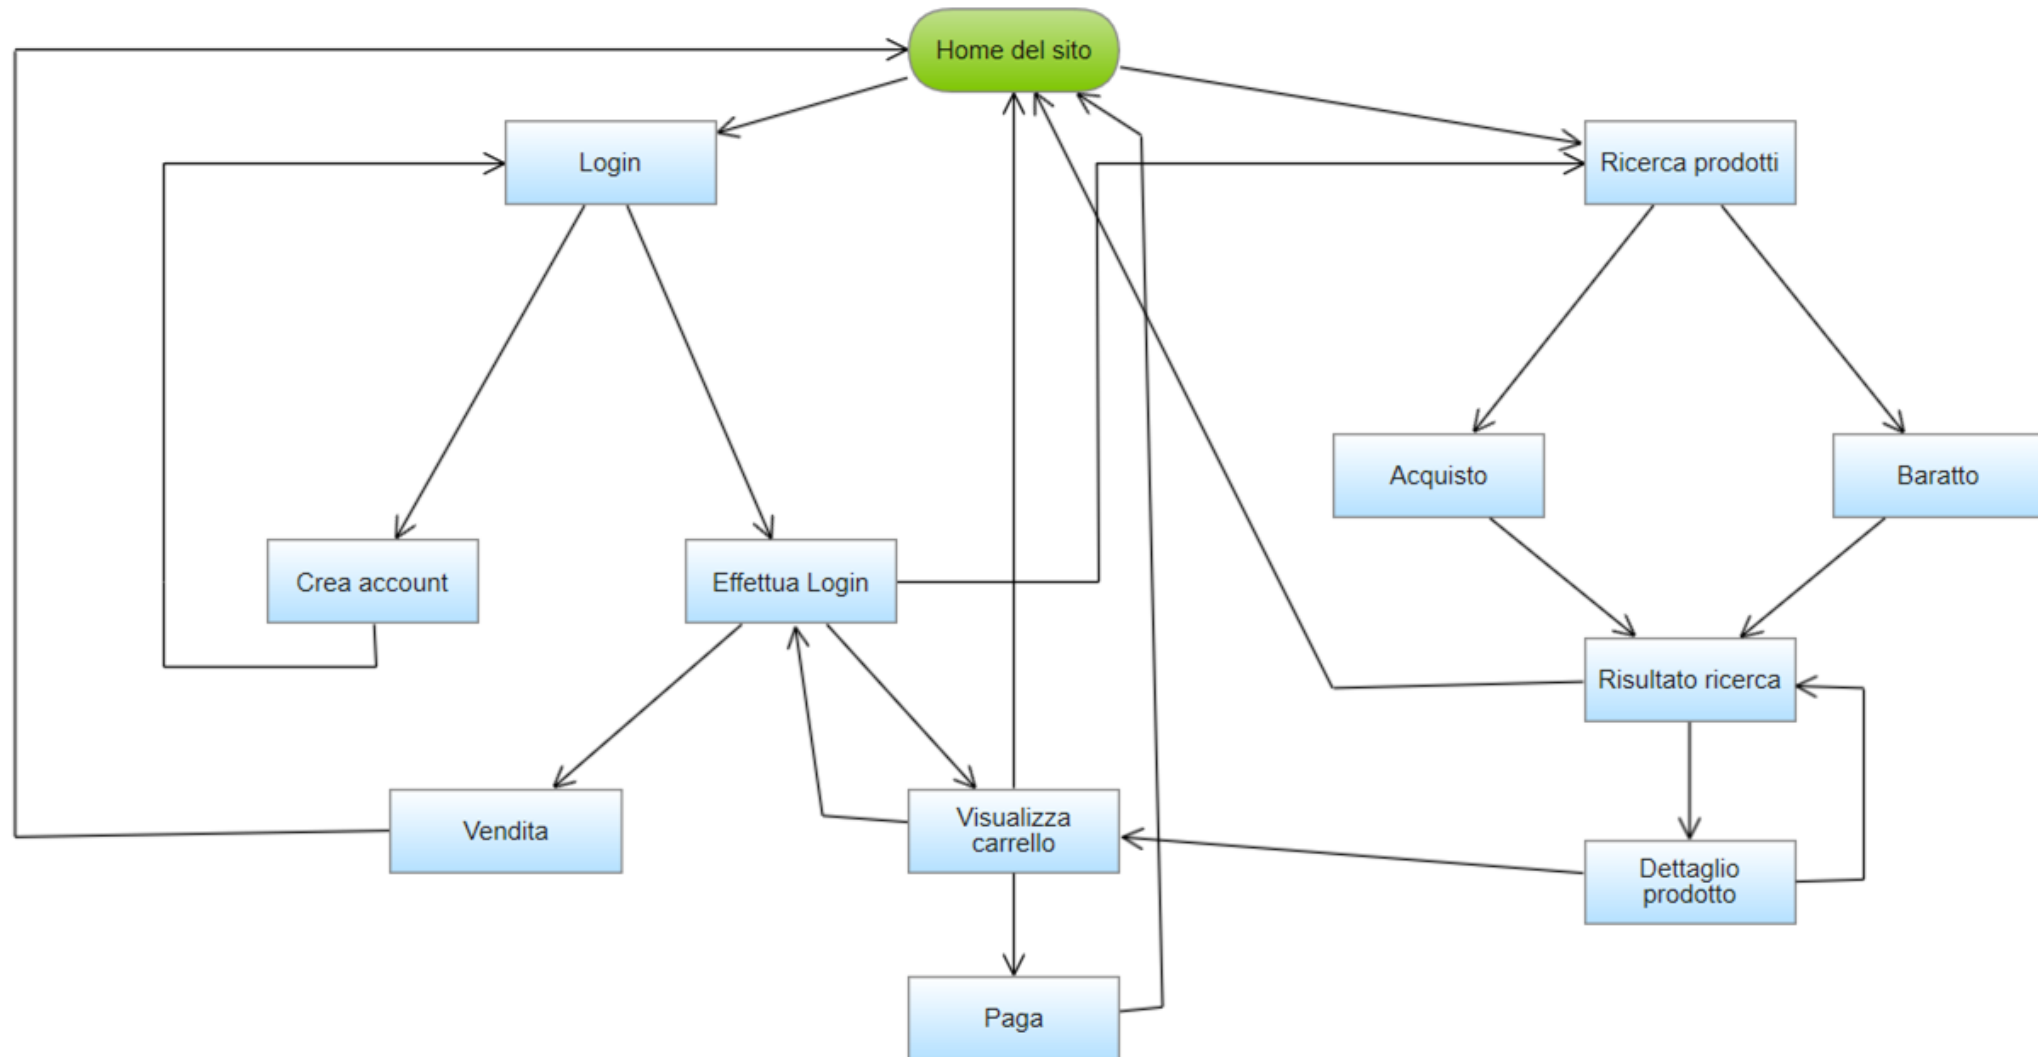 Home del sito
Login
Ricerca prodotti
Acquisto
Baratto
Crea account
Effettua Login
Risultato ricerca
Vendita
Visualizza
carrello
Dettaglio
prodotto
Paga